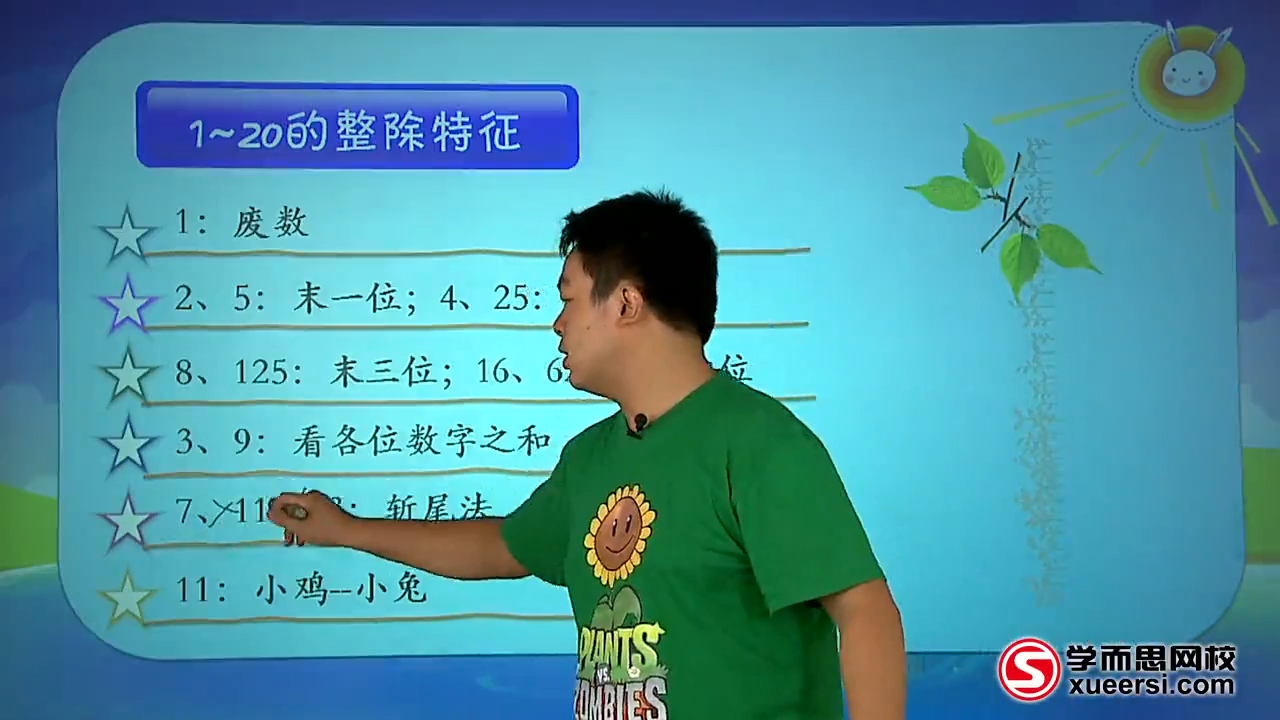 1~20的整除特征
1：废数
2、5：末一位；4、25：
8、125：末三位；16、6 位
3、9：看各位数字之和
7、11 ：斩尾法
11：小鸡--小兔
PLANTS
VS.
ZOMBIES
学而思网校
xueersi.com